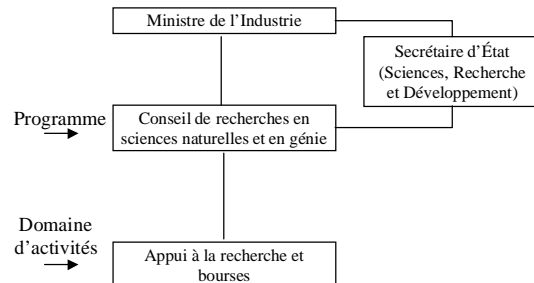 Ministre de l’Industrie
Secrétaire d’État
(Sciences, Recherche
et Développement)
Programme
Conseil de recherches en
sciences naturelles et en génie
Domaine
d’activités
Appui à la recherche et
bourses